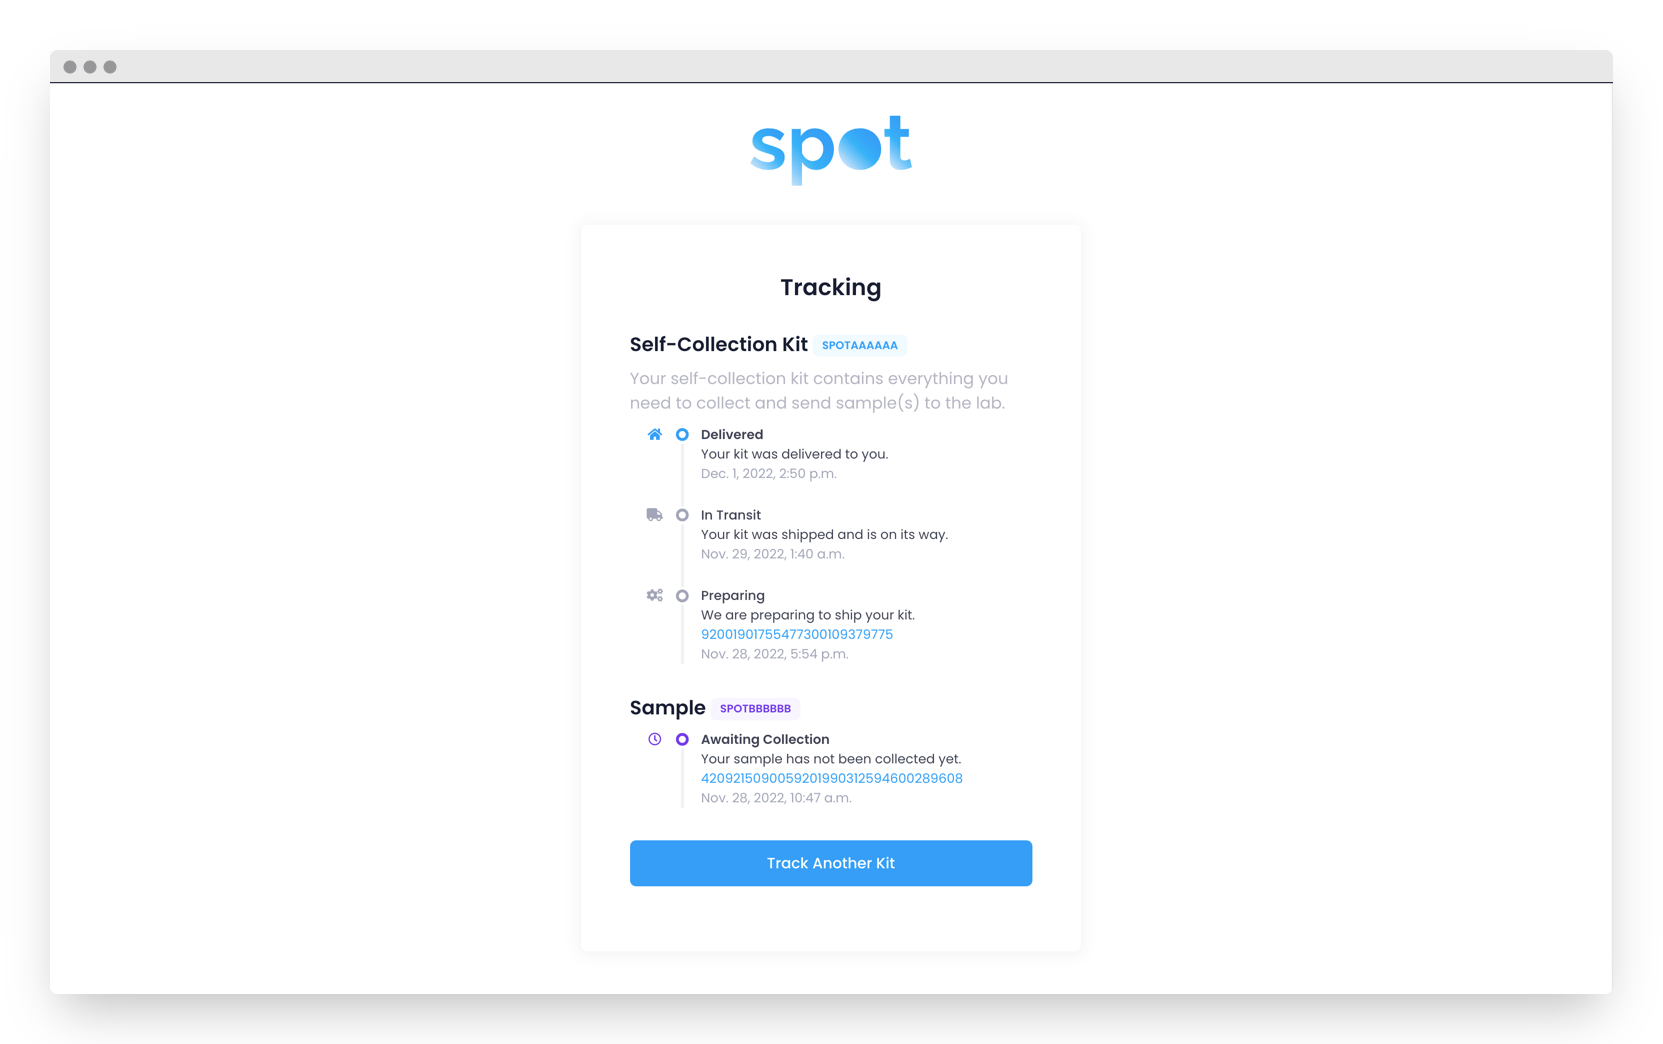 spot
Tracking
Self-Collection Kit SPOTAAAAAA
Your self-collection kit contains everything you
need to collect and send sample(s) to the lab.
Delivered
Your kit was delivered to you.
Dec. 1, 2022, 2:50 p.m.
In Transit
Your kit was shipped and is on its way.
Nov. 29, 2022, 1:40 a.m.
Preparing
We are preparing to ship your kit.
92001901755477300109379775
Nov. 28, 2022, 5:54 p.m.
Sample SPOTBBBBBB
Awaiting Collection
Your sample has not been collected yet.
4209215090059201990312594600289608
Nov. 28, 2022, 10:47 a.m.
Track Another Kit